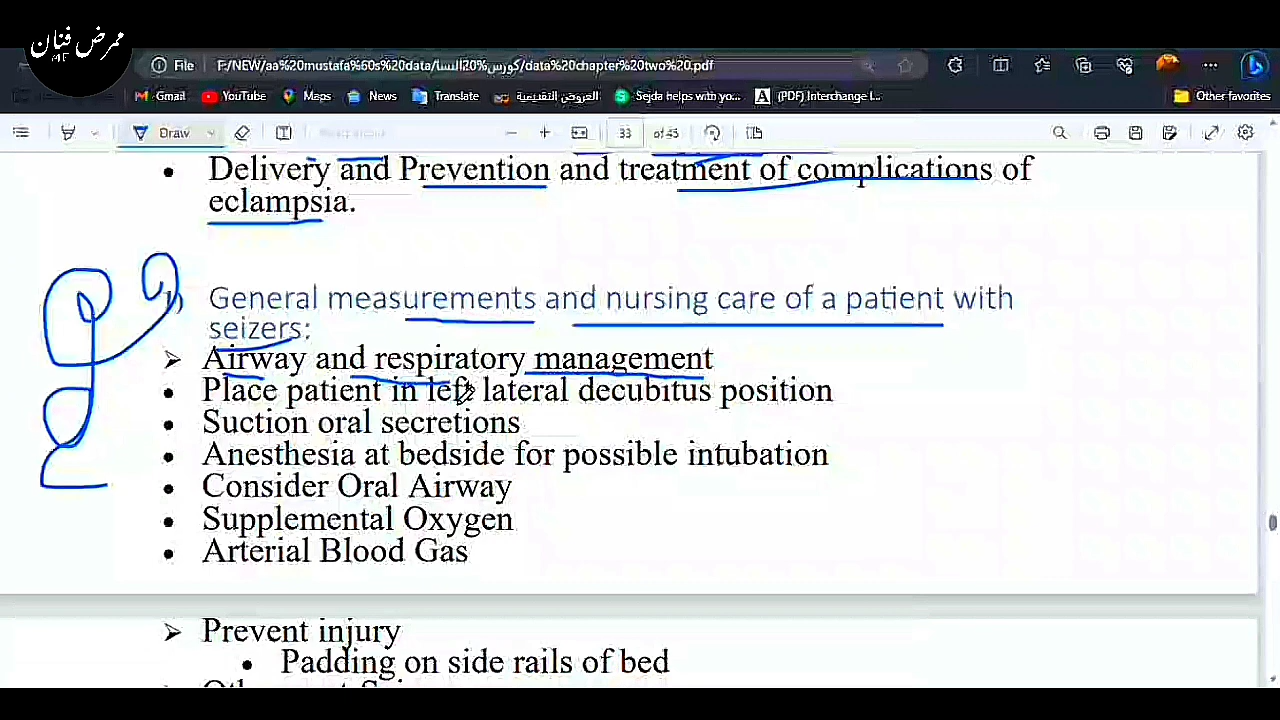 ممرض فنان
File F:/NEW/aa%20mustafa%60s%20data/كورس%20النسا/data%20chapter%20two%20.pdf
Gmail YouTube Maps News Translate العروض التقديمية Sejda helps with yo... (PDF) Interchange I... Other favorites
Draw 33 of 45
• Delivery and Prevention and treatment of complications of
eclampsia.
General measurements and nursing care of a patient with
seizers:
➢ Airway and respiratory management
• Place patient in left lateral decubitus position
• Suction oral secretions
• Anesthesia at bedside for possible intubation
• Consider Oral Airway
• Supplemental Oxygen
• Arterial Blood Gas
➢ Prevent injury
• Padding on side rails of bed